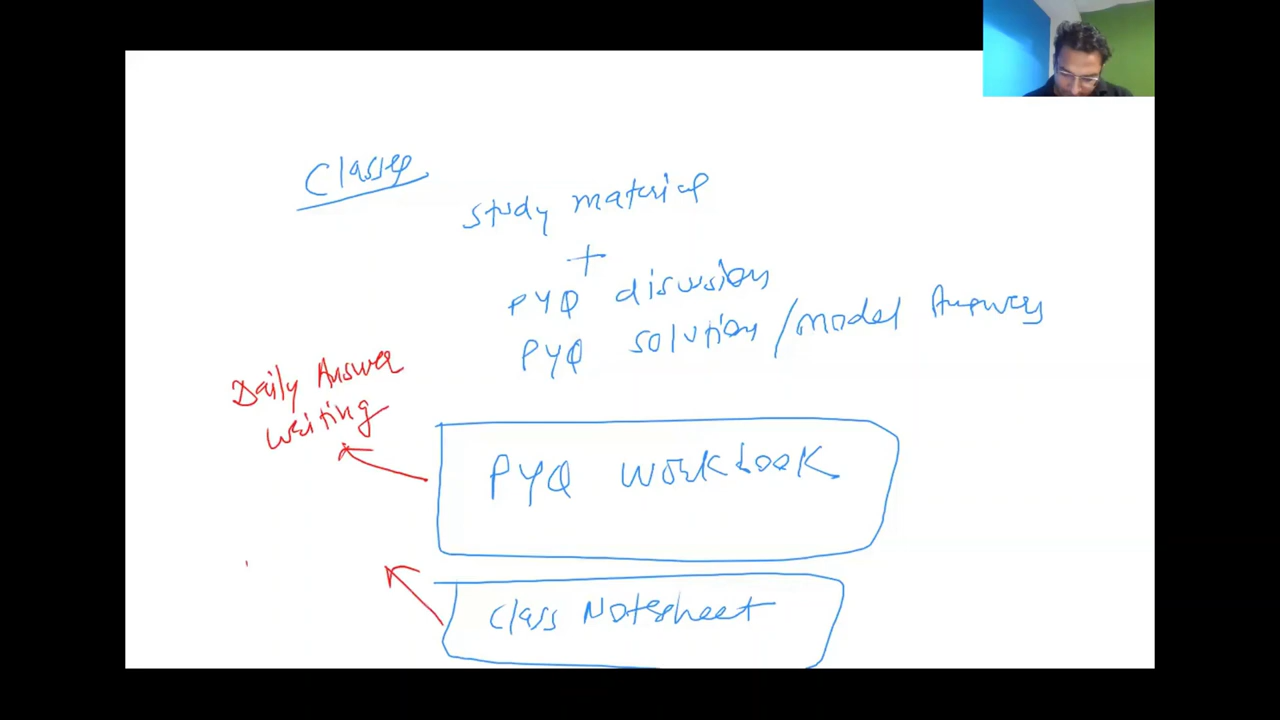 Classes
study material
+
PYQ discussion
PYQ solution/model Answers
Daily Answer
writing
PYQ workbook
Class Notesheet